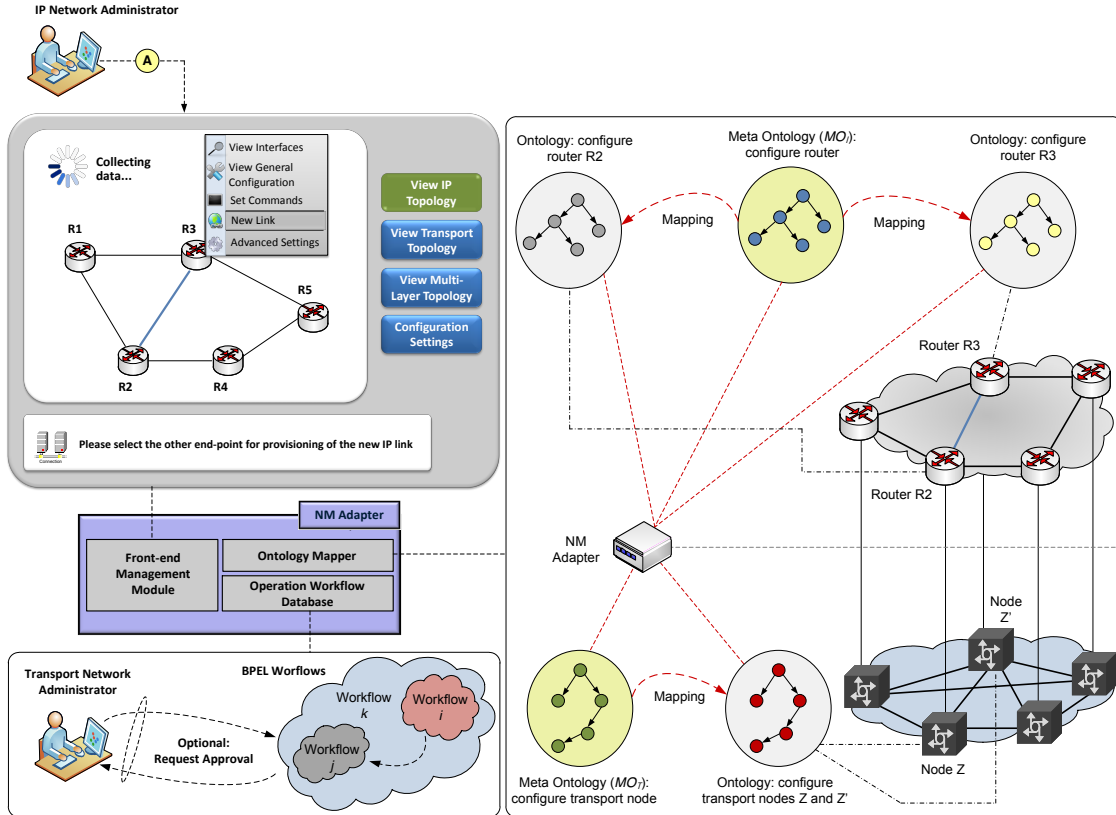 IP Network Administrator
A
Collecting
data...
View Interfaces
View General
Configuration
Set Commands
New Link
Advanced Settings
R1
R3
R5
R2
R4
View IP
Topology
View Transport
Topology
View Multi-
Layer Topology
Configuration
Settings
Connection
Please select the other end-point for provisioning of the new IP link
NM Adapter
Front-end
Management
Module
Ontology Mapper
Operation Workflow
Database
Transport Network
Administrator
BPEL Worflows
Optional:
Request Approval
Workflow
k
Workflow
i
Workflow
j
Ontology: configure
router R2
Meta Ontology (MOI):
configure router
Ontology: configure
router R3
Mapping
Mapping
Router R3
Router R2
NM
Adapter
Node
Z'
Mapping
Node Z
Meta Ontology (MOT):
configure transport node
Ontology: configure
transport nodes Z and Z'